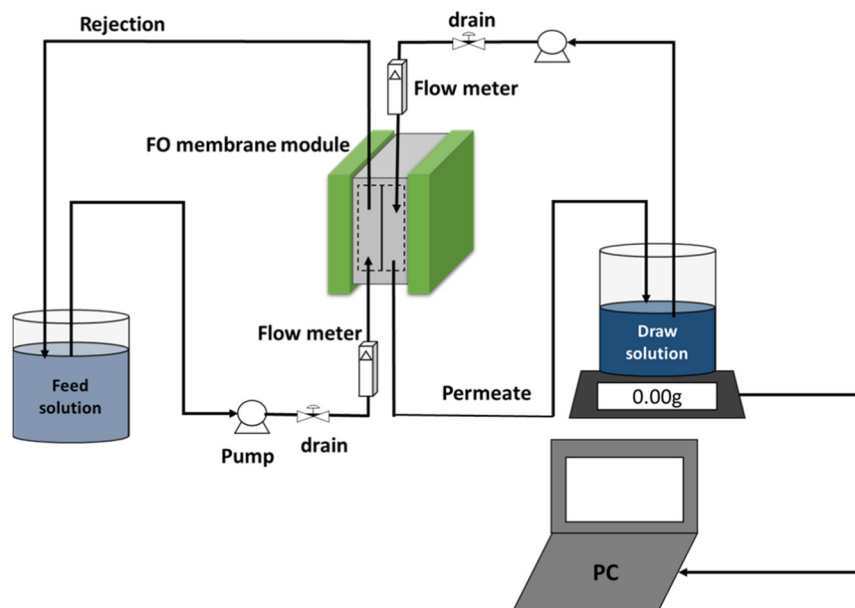 Rejection
drain
Flow meter
FO membrane module
Flow meter
Feed
solution
Draw
solution
Permeate
0.00g
Pump
drain
PC